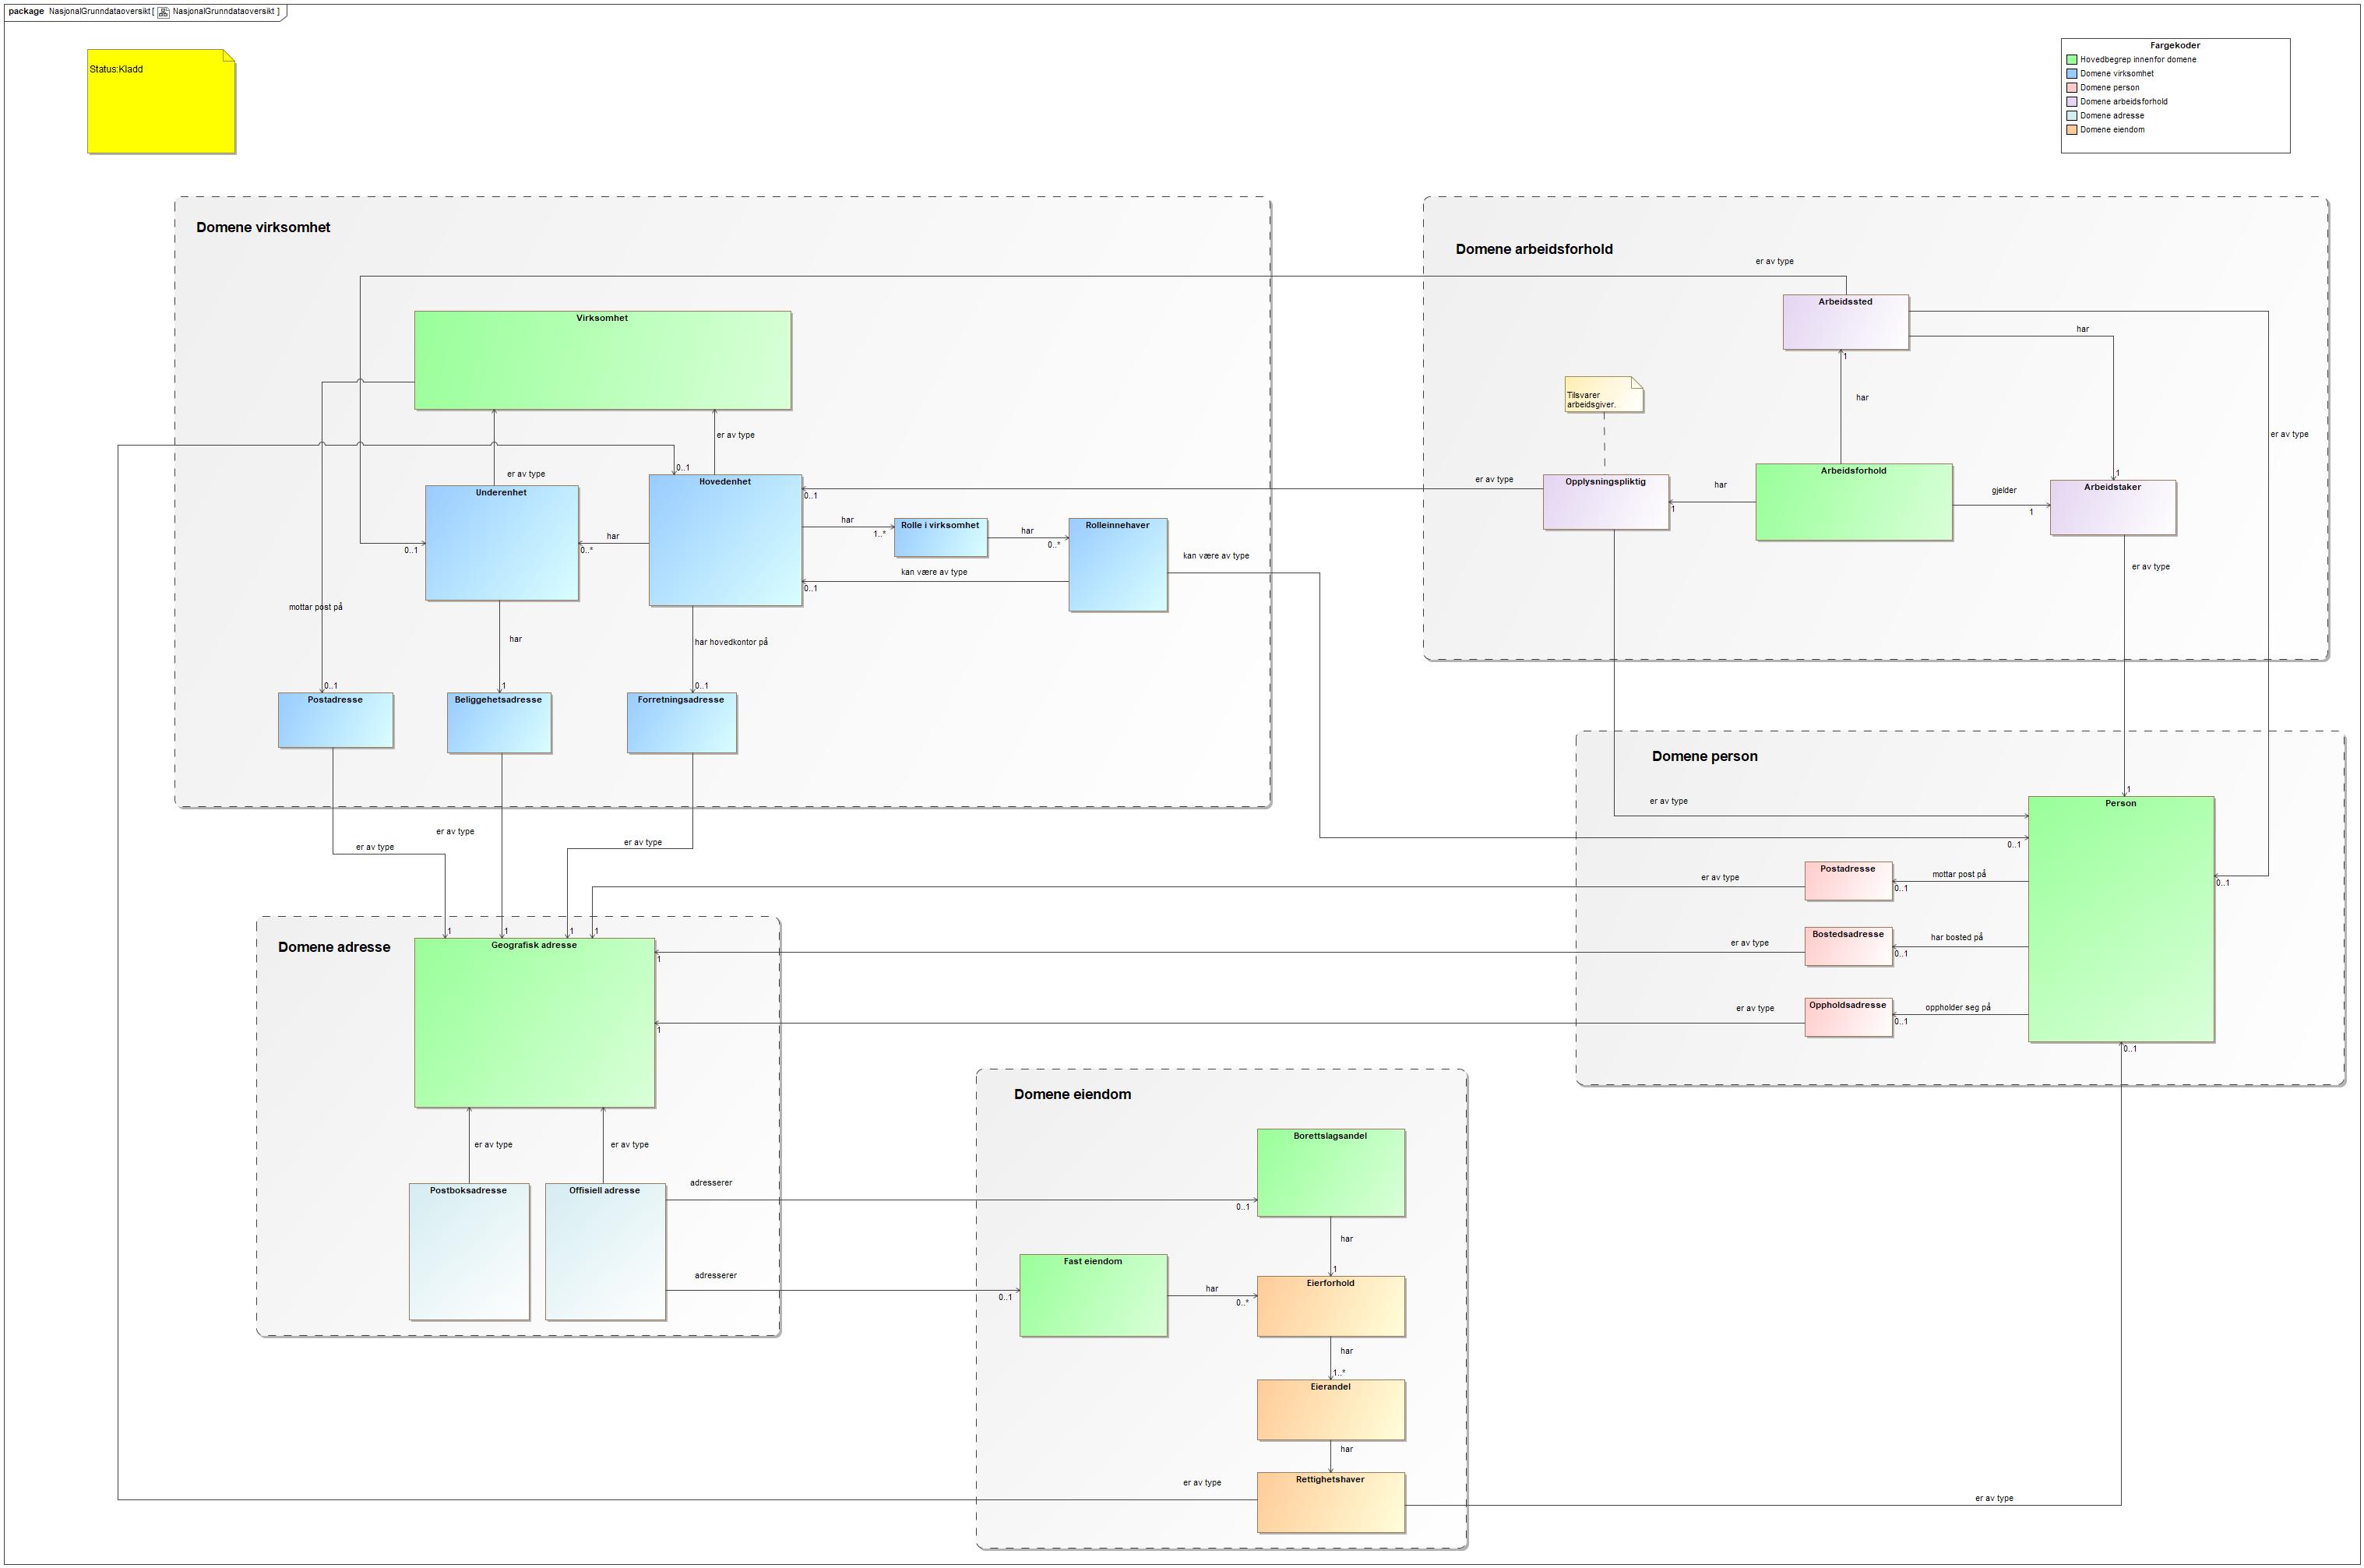 package NasjonalGrunndataoversikt [ NasjonalGrunndataoversikt ]
Status:Kladd
Fargekoder
Hovedbegrep innenfor domene
Domene virksomhet
Domene person
Domene arbeidsforhold
Domene adresse
Domene eiendom
Domene virksomhet
Virksomhet
er av type
er av type
0..1
Underenhet
Hovedenhet
0..1
0..1
0..*
har
har
1..*
Rolle i virksomhet
har
0..*
Rolleinnehaver
kan være av type
0..1
kan være av type
mottar post på
har
har hovedkontor på
0..1
1
0..1
Postadresse
Beliggehetsadresse
Forretningsadresse
er av type
er av type
er av type
Domene arbeidsforhold
er av type
Arbeidssted
1
har
har
er av type
Tilsvarer
arbeidsgiver.
er av type
Opplysningspliktig
1
har
Arbeidsforhold
gjelder
1
1
Arbeidstaker
er av type
Domene person
er av type
1
Person
0..1
0..1
Postadresse
0..1
mottar post på
er av type
Bostedsadresse
0..1
har bosted på
er av type
Oppholdsadresse
0..1
oppholder seg på
er av type
0..1
Domene adresse
1
1
1
1
Geografisk adresse
1
1
er av type
er av type
Postboksadresse
Offisiell adresse
adresserer
0..1
adresserer
0..1
Domene eiendom
Borettslagsandel
har
1
Fast eiendom
har
0..*
Eierforhold
har
1..*
Eierandel
har
Rettighetshaver
er av type
er av type